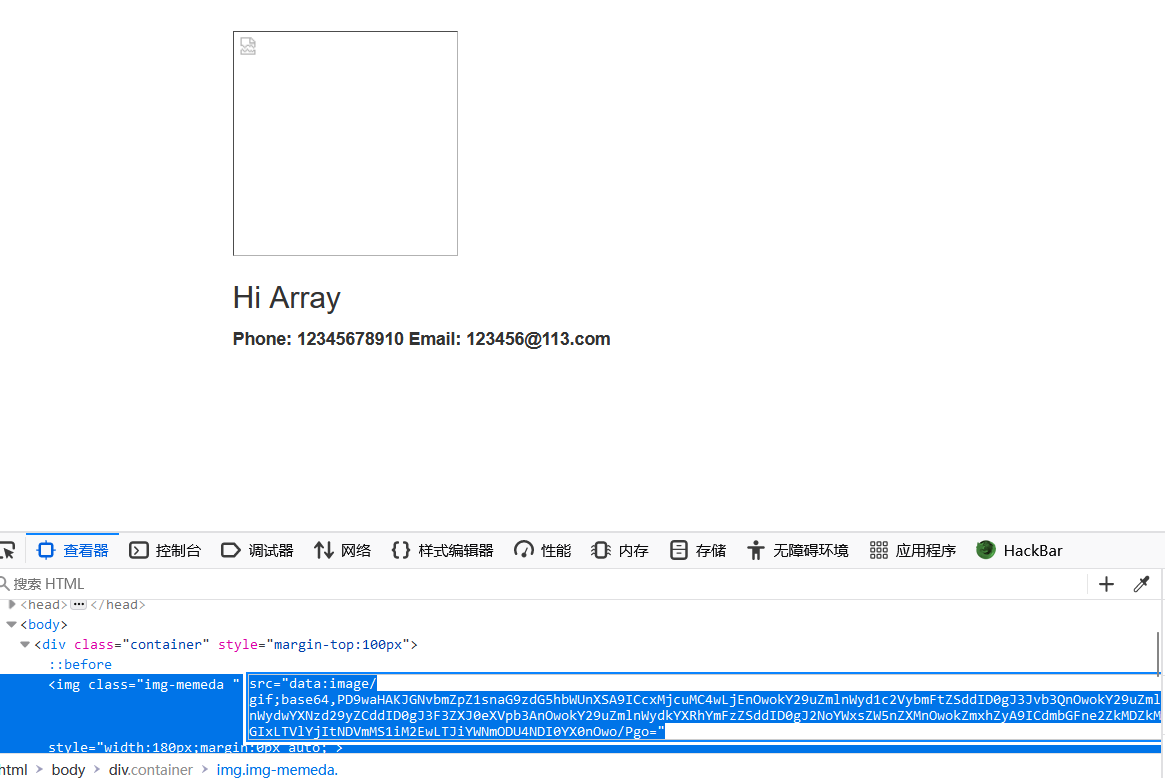 Hi Array
Phone: 12345678910 Email: 123456@113.com
查看器 控制台 调试器 网络 样式编辑器 性能 内存 存储 无障碍环境 应用程序 HackBar
搜索 HTML
<head> ••• </head>
<body>
<div class="container" style="margin-top:100px">
::before
<img class="img-memeda " src="data:image/
gif;base64,PD9waHAKJGNvbmZpZ1snaG9zdG5hbWUnXSA9ICcxMjcuMC4wLjEnOwokY29uZmlnWyd1c2VybmFtZSddID0gJ3Jvb3QnOwokY29uZml
nWydwYXNzd29yZCddID0gJ3F3ZXJ0eXVpb3AnOwokY29uZmlnWydkYXRhYmFzZSddID0gJ2NoYWxsZW5nZXMnOwokZmxhZyA9ICdmbGFne2ZkMDZkM
GIxLTVlYjItNDVmMS1iM2EwLTJiYWNmODU4NDI0YX0nOwo/Pgo="
style="width:180px;margin:0px auto;">
html > body > div.container > img.img-memeda.